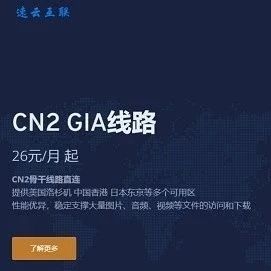 速云互联
CN2 GIA线路
26元/月 起
CN2骨干线路直连
提供美国洛杉矶 中国香港 日本东京等多个可用区
性能优异、稳定支撑大量图片、音频、视频等文件的访问和下载
了解更多